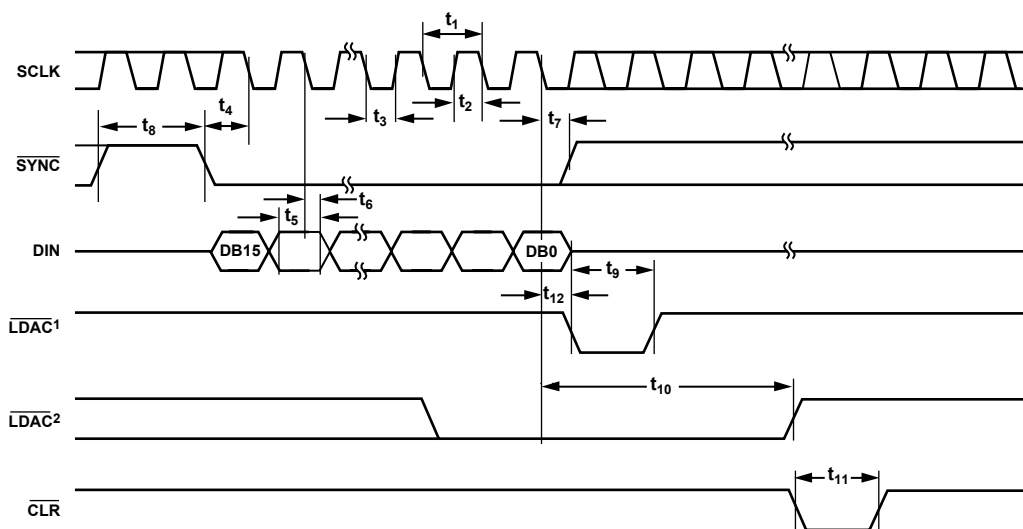 t1
SCLK
t4
t3
t2
t7
t8
SYNC
t6
t5
DIN
DB15
DB0
t9
t12
LDAC1
t10
LDAC2
t11
CLR